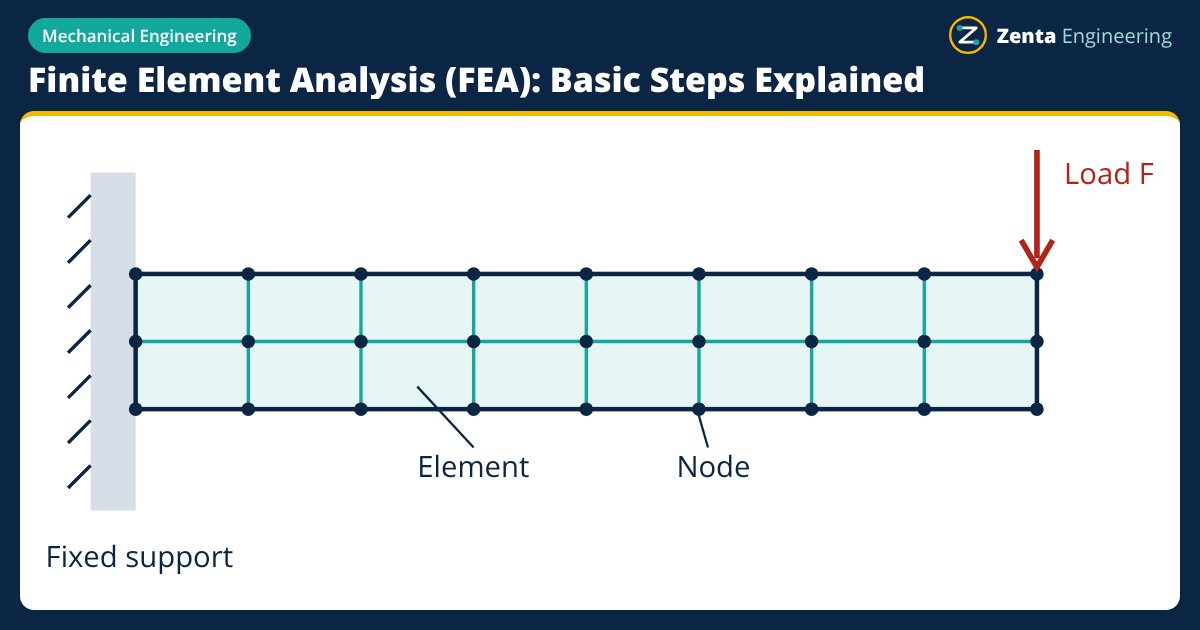 Mechanical Engineering
Zenta Engineering
Finite Element Analysis (FEA): Basic Steps Explained
Load F
Element
Node
Fixed support